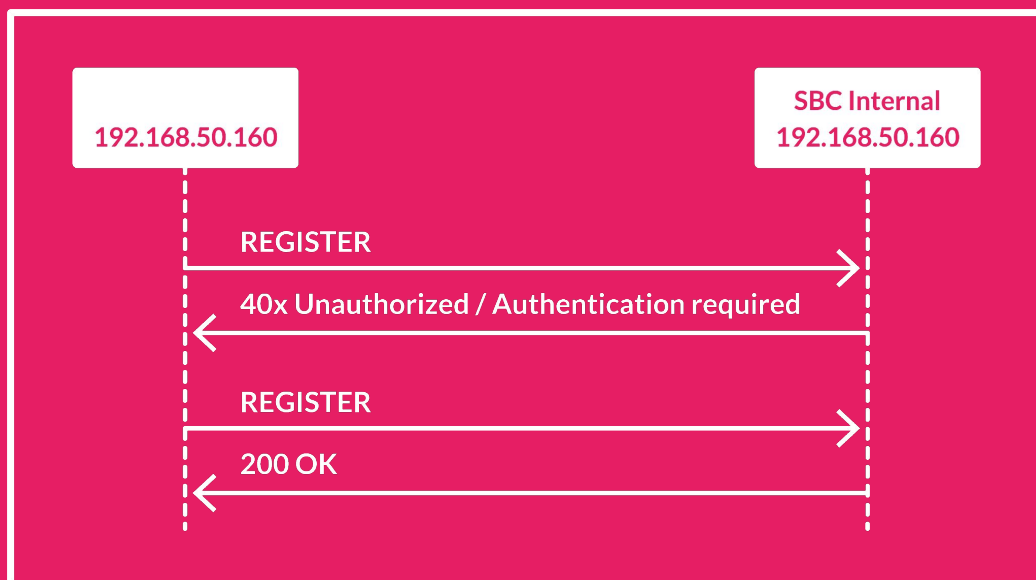 192.168.50.160
SBC Internal
192.168.50.160
REGISTER
40x Unauthorized / Authentication required
REGISTER
200 OK